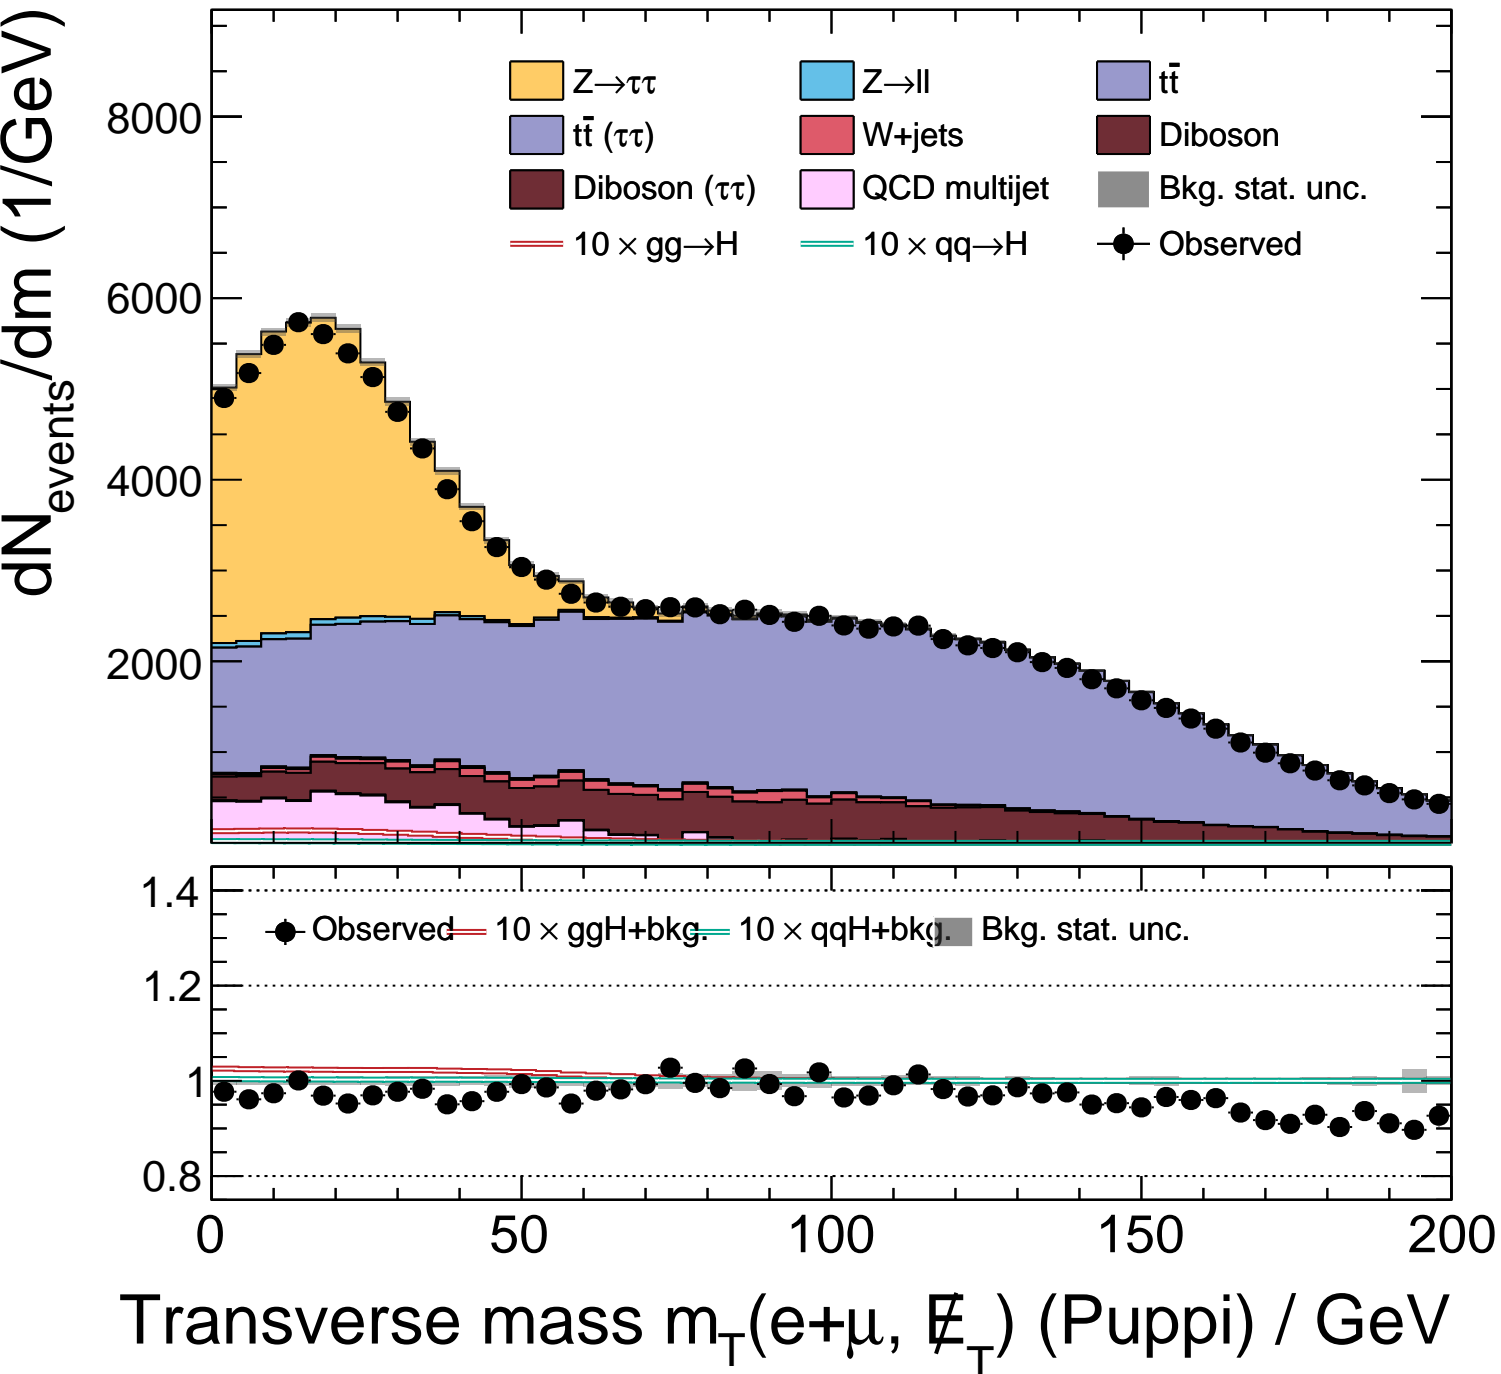 dN_events/dm (1/GeV)
8000
6000
4000
2000
Z→ττ Z→ll tt̄
tt̄ (ττ) W+jets Diboson
Diboson (ττ) QCD multijet Bkg. stat. unc.
10 × gg→H 10 × qq→H Observed
1.4
1.2
1
0.8
Observed 10 × ggH+bkg. 10 × qqH+bkg. Bkg. stat. unc.
0 50 100 150 200
Transverse mass m_T(e+μ, E̸_T) (Puppi) / GeV